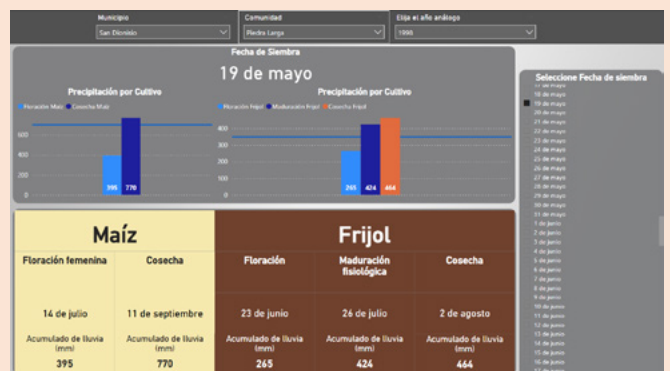 Municipio
San Dionisio
Comunidad
Piedra Larga
Elija el año análogo
1998
Fecha de Siembra
19 de mayo
Precipitación por Cultivo
Floración Maíz Cosecha Maíz
600
400
200
0
395 770
Precipitación por Cultivo
Floración Frijol Maduración Frijol Cosecha Frijol
400
300
200
100
0
265 424 464
Seleccione Fecha de siembra
17 de mayo
18 de mayo
19 de mayo
20 de mayo
21 de mayo
22 de mayo
23 de mayo
24 de mayo
25 de mayo
26 de mayo
27 de mayo
28 de mayo
29 de mayo
30 de mayo
31 de mayo
1 de junio
2 de junio
3 de junio
4 de junio
5 de junio
6 de junio
7 de junio
8 de junio
9 de junio
10 de junio
11 de junio
12 de junio
13 de junio
14 de junio
15 de junio
16 de junio
Maíz
Floración femenina Cosecha
14 de julio 11 de septiembre
Acumulado de lluvia (mm) Acumulado de lluvia (mm)
395 770
Frijol
Floración Maduración fisiológica Cosecha
23 de junio 26 de julio 2 de agosto
Acumulado de lluvia (mm) Acumulado de lluvia (mm) Acumulado de lluvia (mm)
265 424 464